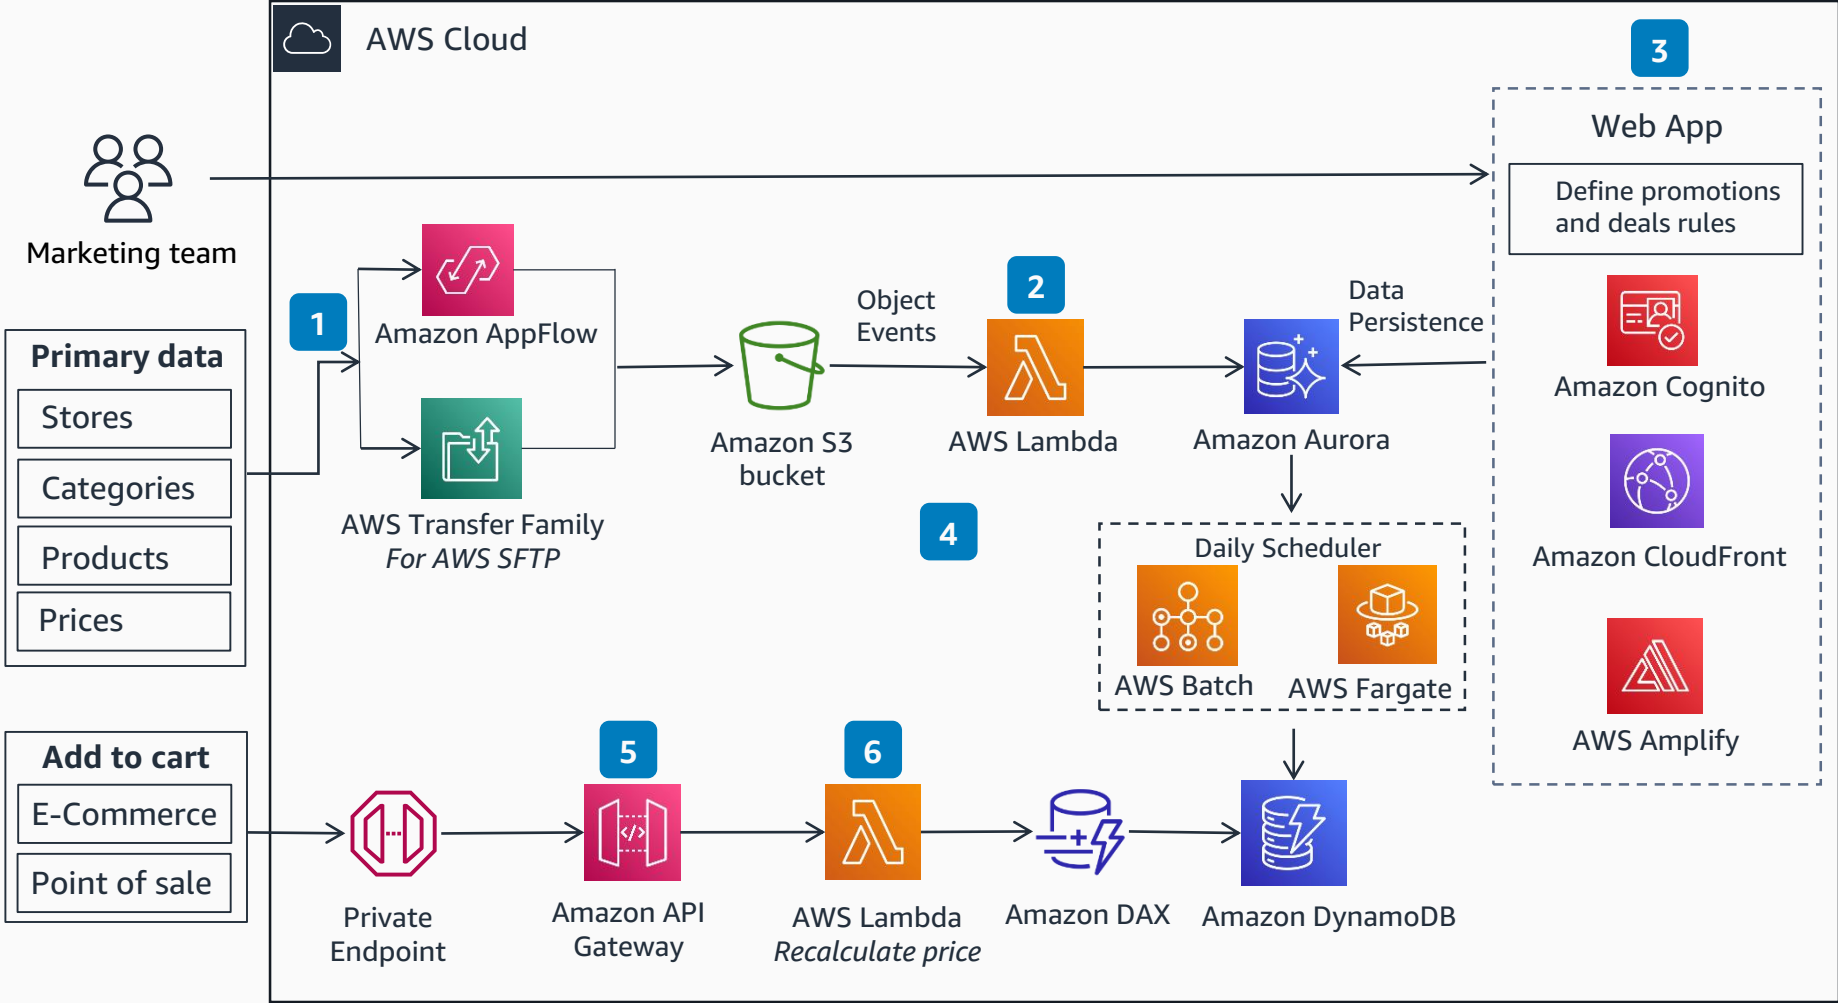 AWS Cloud
3
Web App
Define promotions
and deals rules
Marketing team
1
Amazon AppFlow
Object
Events
2
Data
Persistence
Primary data
Stores
Categories
Products
Prices
AWS Transfer Family
For AWS SFTP
Amazon S3
bucket
AWS Lambda
Amazon Aurora
Amazon Cognito
Amazon CloudFront
AWS Amplify
4
Daily Scheduler
AWS Batch
AWS Fargate
Add to cart
E-Commerce
Point of sale
5
6
</>
Private
Endpoint
Amazon API
Gateway
AWS Lambda
Recalculate price
Amazon DAX
Amazon DynamoDB